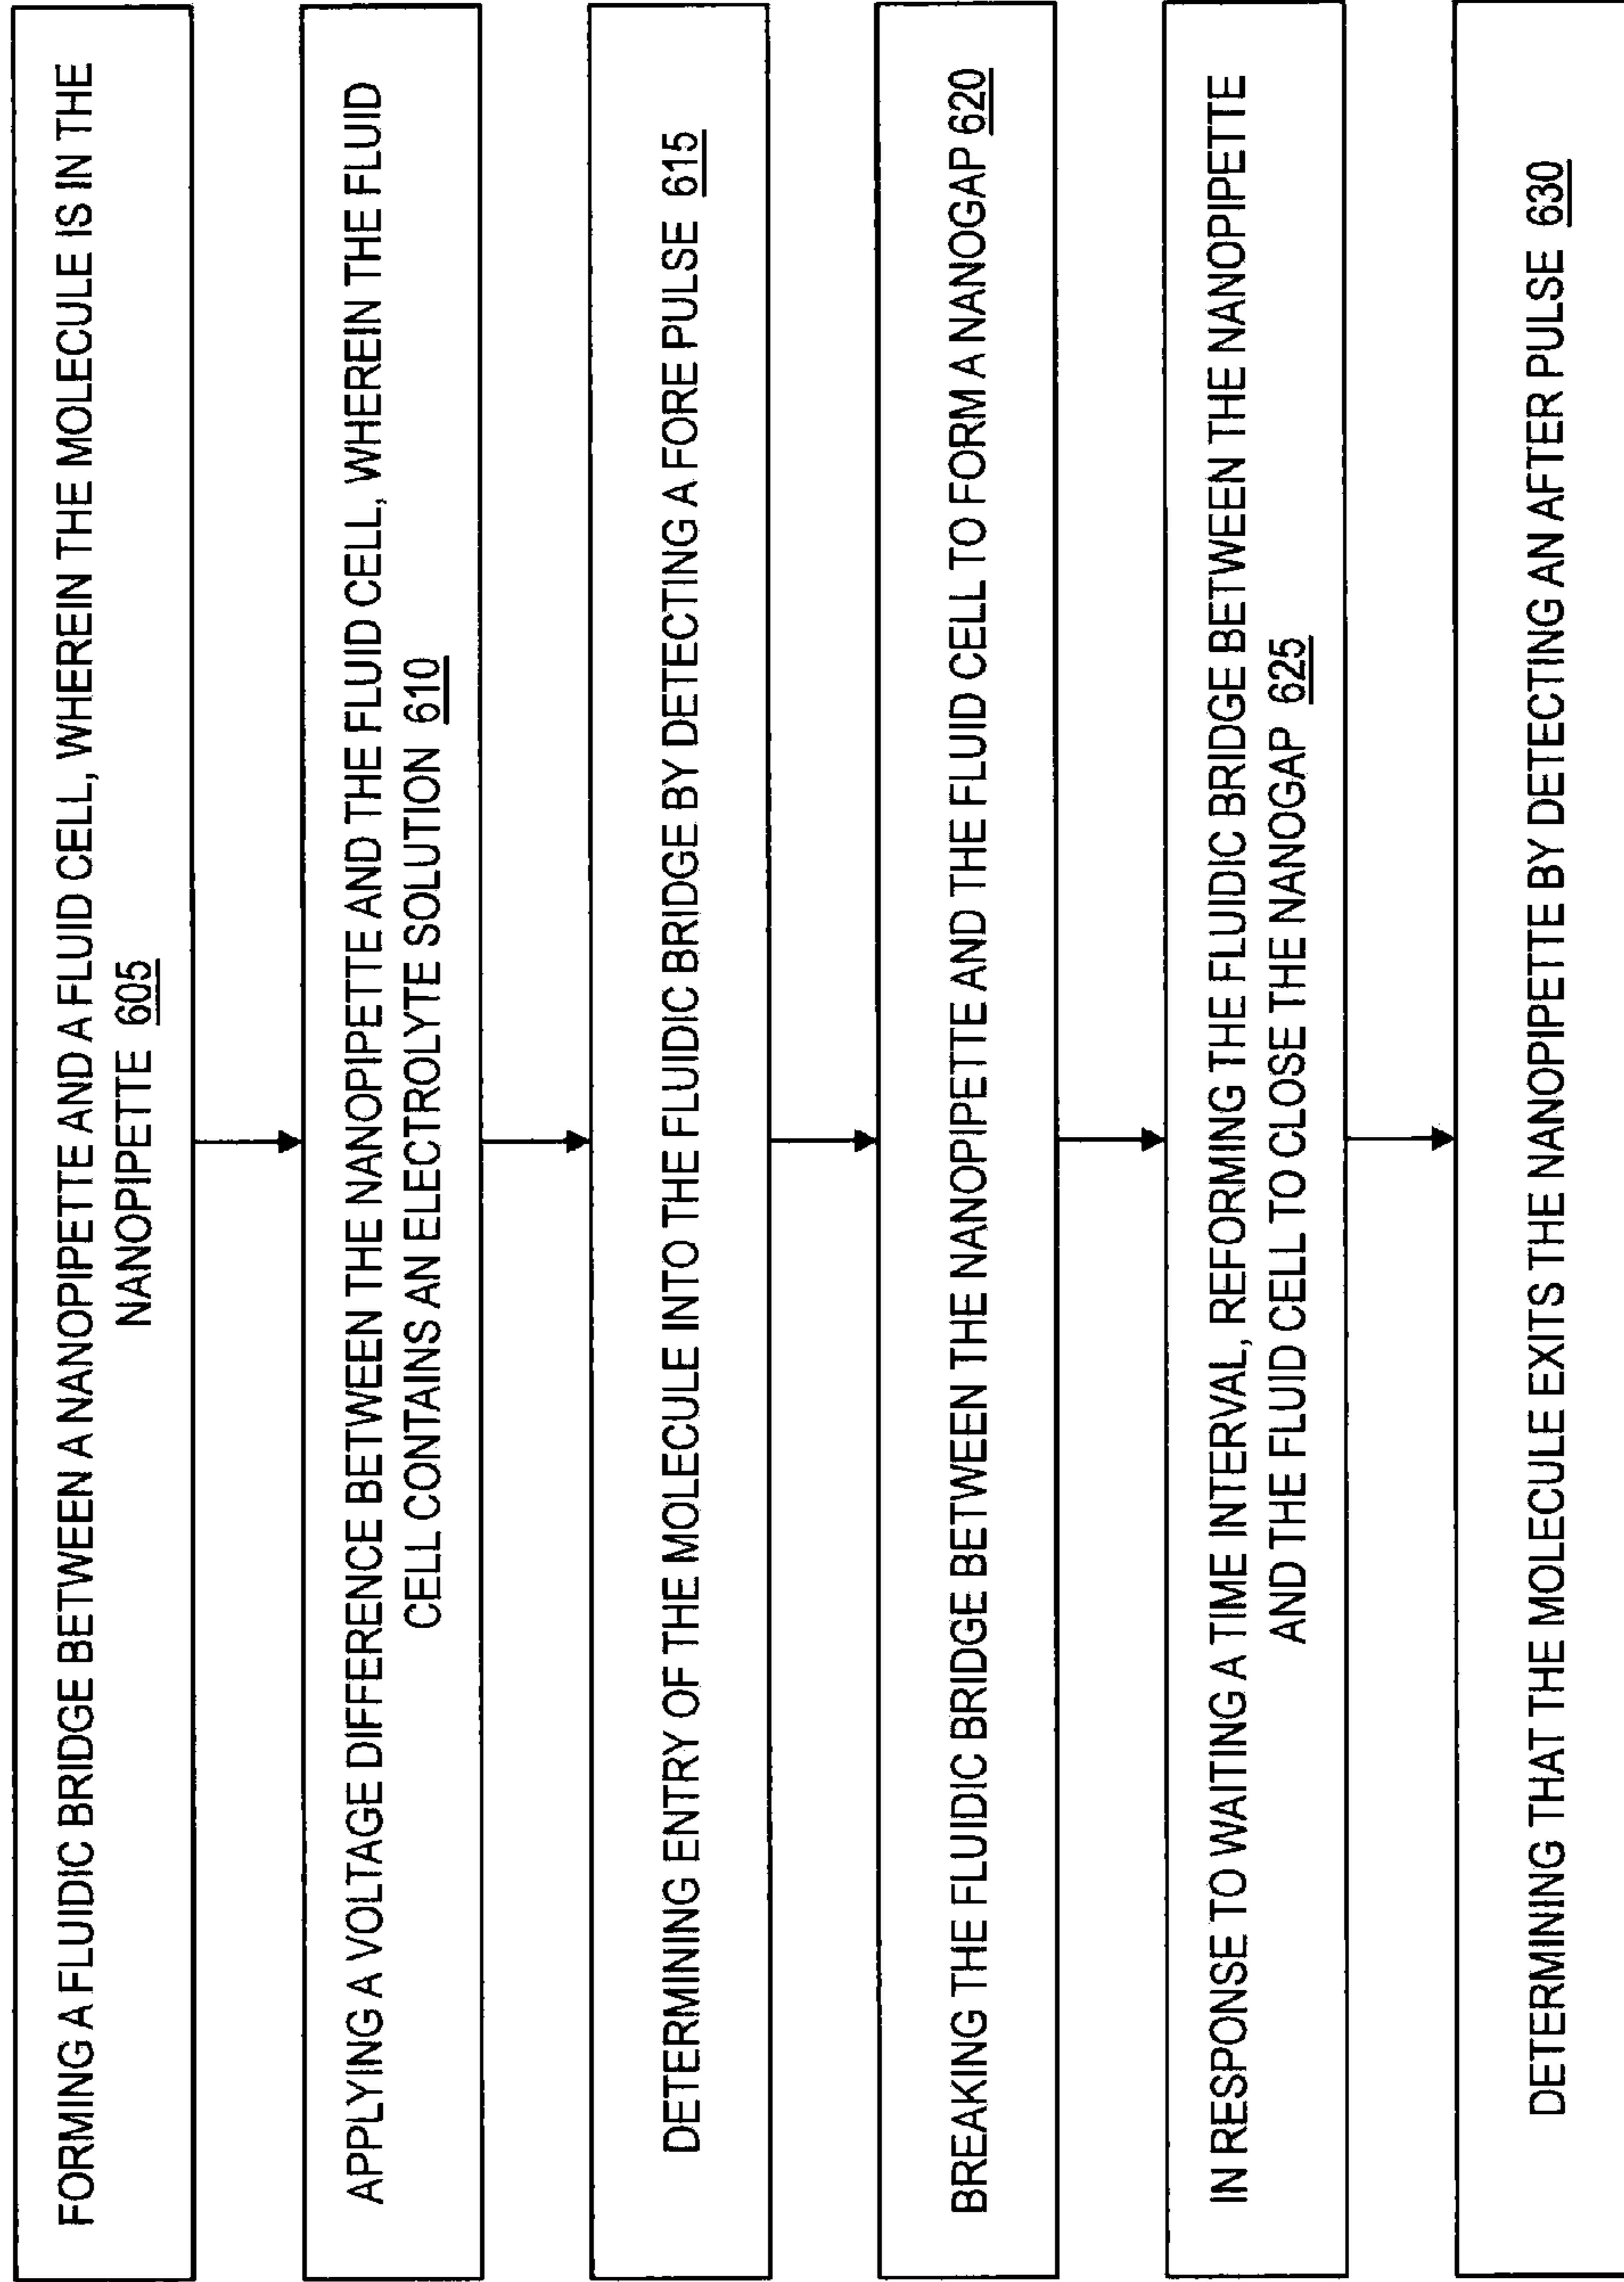 FORMING A FLUIDIC BRIDGE BETWEEN A NANOPIPETTE AND A FLUID CELL, WHEREIN THE MOLECULE IS IN THE
NANOPIPETTE 605
APPLYING A VOLTAGE DIFFERENCE BETWEEN THE NANOPIPETTE AND THE FLUID CELL, WHEREIN THE FLUID
CELL CONTAINS AN ELECTROLYTE SOLUTION 610
DETERMINING ENTRY OF THE MOLECULE INTO THE FLUIDIC BRIDGE BY DETECTING A FORE PULSE 615
BREAKING THE FLUIDIC BRIDGE BETWEEN THE NANOPIPETTE AND THE FLUID CELL TO FORM A NANOGAP 620
IN RESPONSE TO WAITING A TIME INTERVAL, REFORMING THE FLUIDIC BRIDGE BETWEEN THE NANOPIPETTE
AND THE FLUID CELL TO CLOSE THE NANOGAP 625
DETERMINING THAT THE MOLECULE EXITS THE NANOPIPETTE BY DETECTING AN AFTER PULSE 630